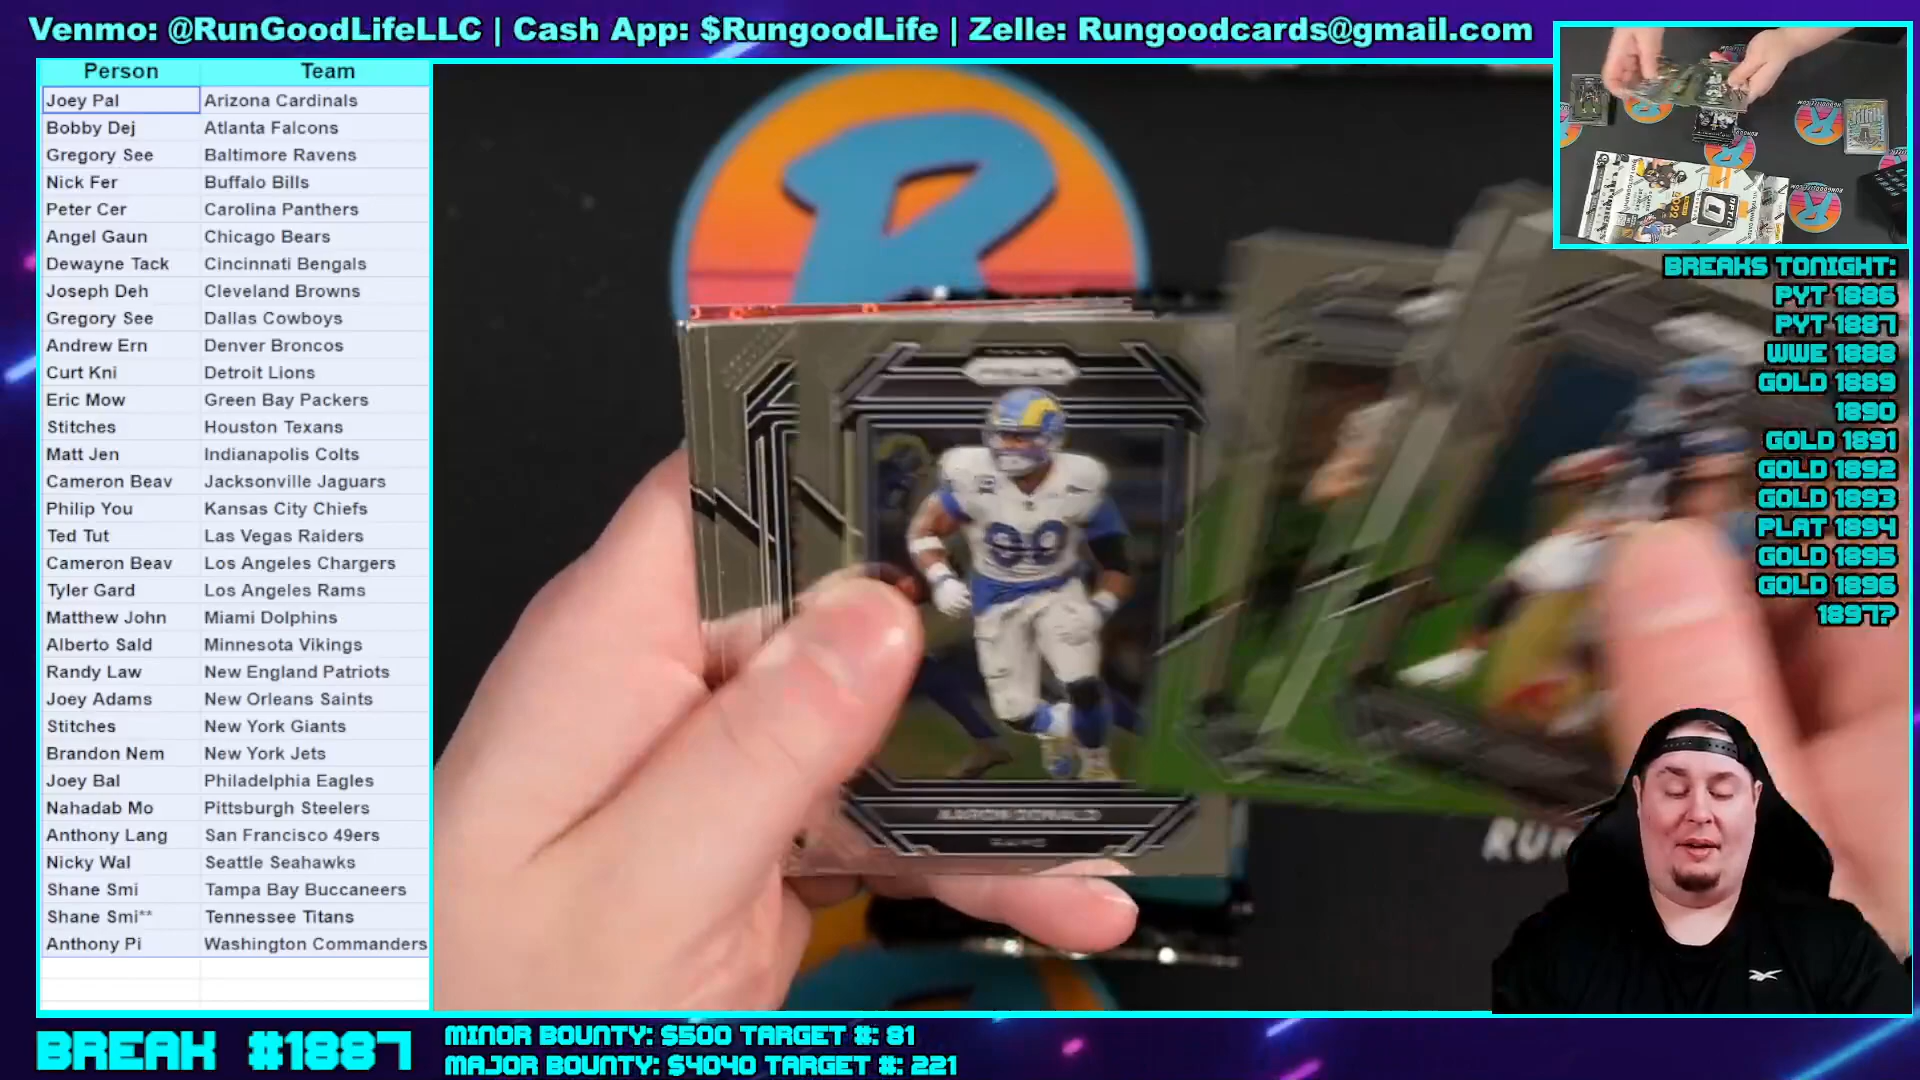 Venmo: @RunGoodLifeLLC | Cash App: $RungoodLife | Zelle: Rungoodcards@gmail.com
Person Team
Joey Pal Arizona Cardinals
Bobby Dej Atlanta Falcons
Gregory See Baltimore Ravens
Nick Fer Buffalo Bills
Peter Cer Carolina Panthers
Angel Gaun Chicago Bears
Dewayne Tack Cincinnati Bengals
Joseph Deh Cleveland Browns
Gregory See Dallas Cowboys
Andrew Ern Denver Broncos
Curt Kni Detroit Lions
Eric Mow Green Bay Packers
Stitches Houston Texans
Matt Jen Indianapolis Colts
Cameron Beav Jacksonville Jaguars
Philip You Kansas City Chiefs
Ted Tut Las Vegas Raiders
Cameron Beav Los Angeles Chargers
Tyler Gard Los Angeles Rams
Matthew John Miami Dolphins
Alberto Sald Minnesota Vikings
Randy Law New England Patriots
Joey Adams New Orleans Saints
Stitches New York Giants
Brandon Nem New York Jets
Joey Bal Philadelphia Eagles
Nahadab Mo Pittsburgh Steelers
Anthony Lang San Francisco 49ers
Nicky Wal Seattle Seahawks
Shane Smi Tampa Bay Buccaneers
Shane Smi** Tennessee Titans
Anthony Pi Washington Commanders
R
PRIZM
99
AARON DONALD
RAMS
RUN
OPTIC
2022
BREAKS TONIGHT:
PYT 1886
PYT 1887
WWE 1888
GOLD 1889
1890
GOLD 1891
GOLD 1892
GOLD 1893
PLAT 1894
GOLD 1895
GOLD 1896
1897?
BREAK #1887
MINOR BOUNTY: $500 TARGET #: 81
MAJOR BOUNTY: $4040 TARGET #: 221